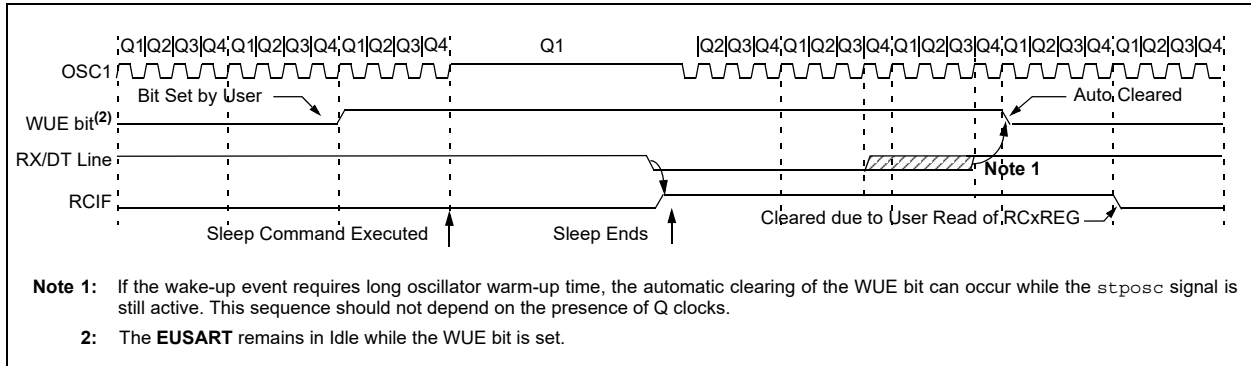 Q1|Q2|Q3|Q4|Q1|Q2|Q3|Q4|Q1|Q2|Q3|Q4 Q1 |Q2|Q3|Q4|Q1|Q2|Q3|Q4|Q1|Q2|Q3|Q4|Q1|Q2|Q3|Q4|Q1|Q2|Q3|Q4
OSC1
Bit Set by User
Auto Cleared
WUE bit(2)
RX/DT Line
Note 1
RCIF
Cleared due to User Read of RCxREG
Sleep Command Executed
Sleep Ends
Note 1: If the wake-up event requires long oscillator warm-up time, the automatic clearing of the WUE bit can occur while the stposc signal is
still active. This sequence should not depend on the presence of Q clocks.
2: The EUSART remains in Idle while the WUE bit is set.